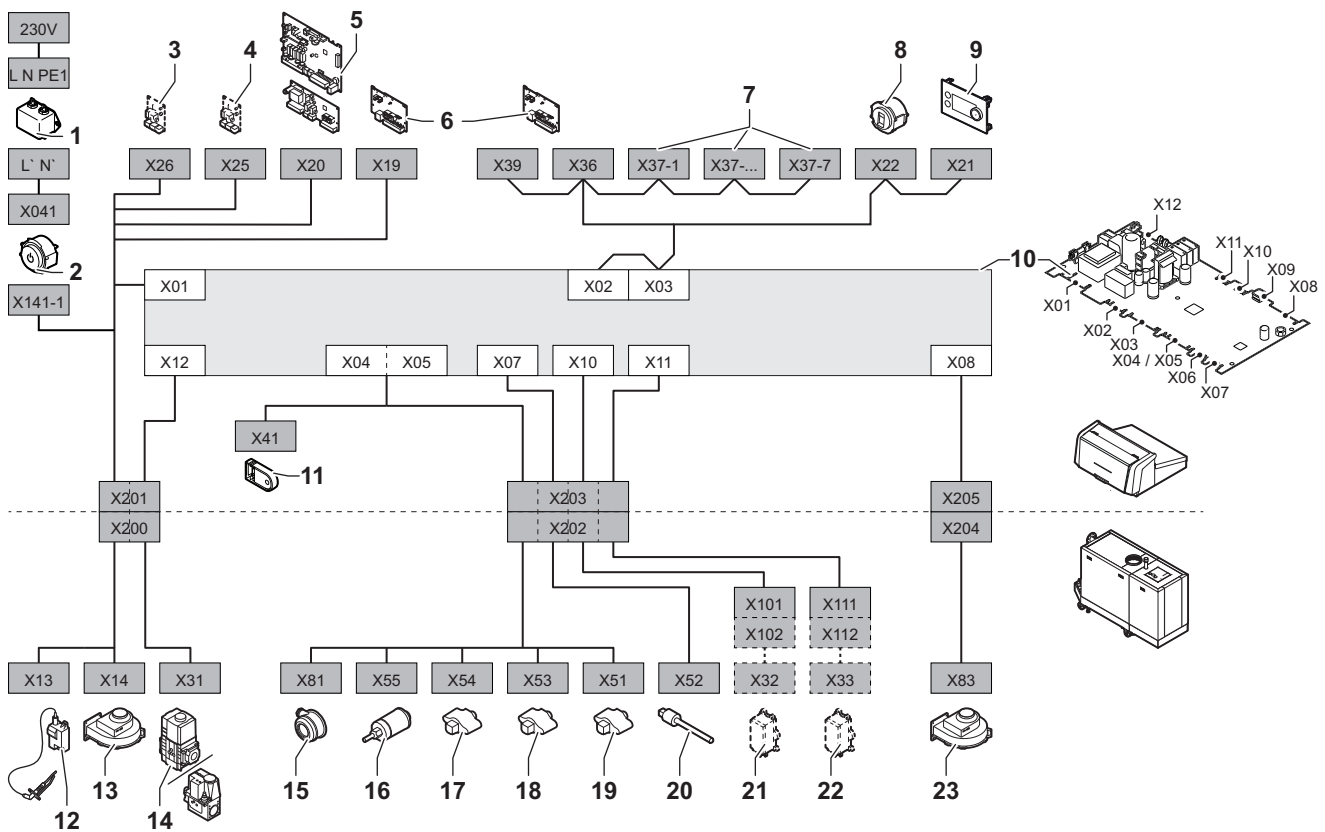 230V
L N PE1
1
L` N`
X041
2
X141-1
3
4
5
6
7
8
9
X26
X25
X20
X19
X39
X36
X37-1
X37-...
X37-7
X22
X21
X01
X02
X03
10
X12
X04
X05
X07
X10
X11
X08
X12
X11
X10
X09
X08
X01
X02
X03
X04 / X05
X06
X07
X41
11
X201
X203
X205
X200
X202
X204
X101
X111
X102
X112
X13
X14
X31
X81
X55
X54
X53
X51
X52
X32
X33
X83
12
13
14
15
16
17
18
19
20
21
22
23